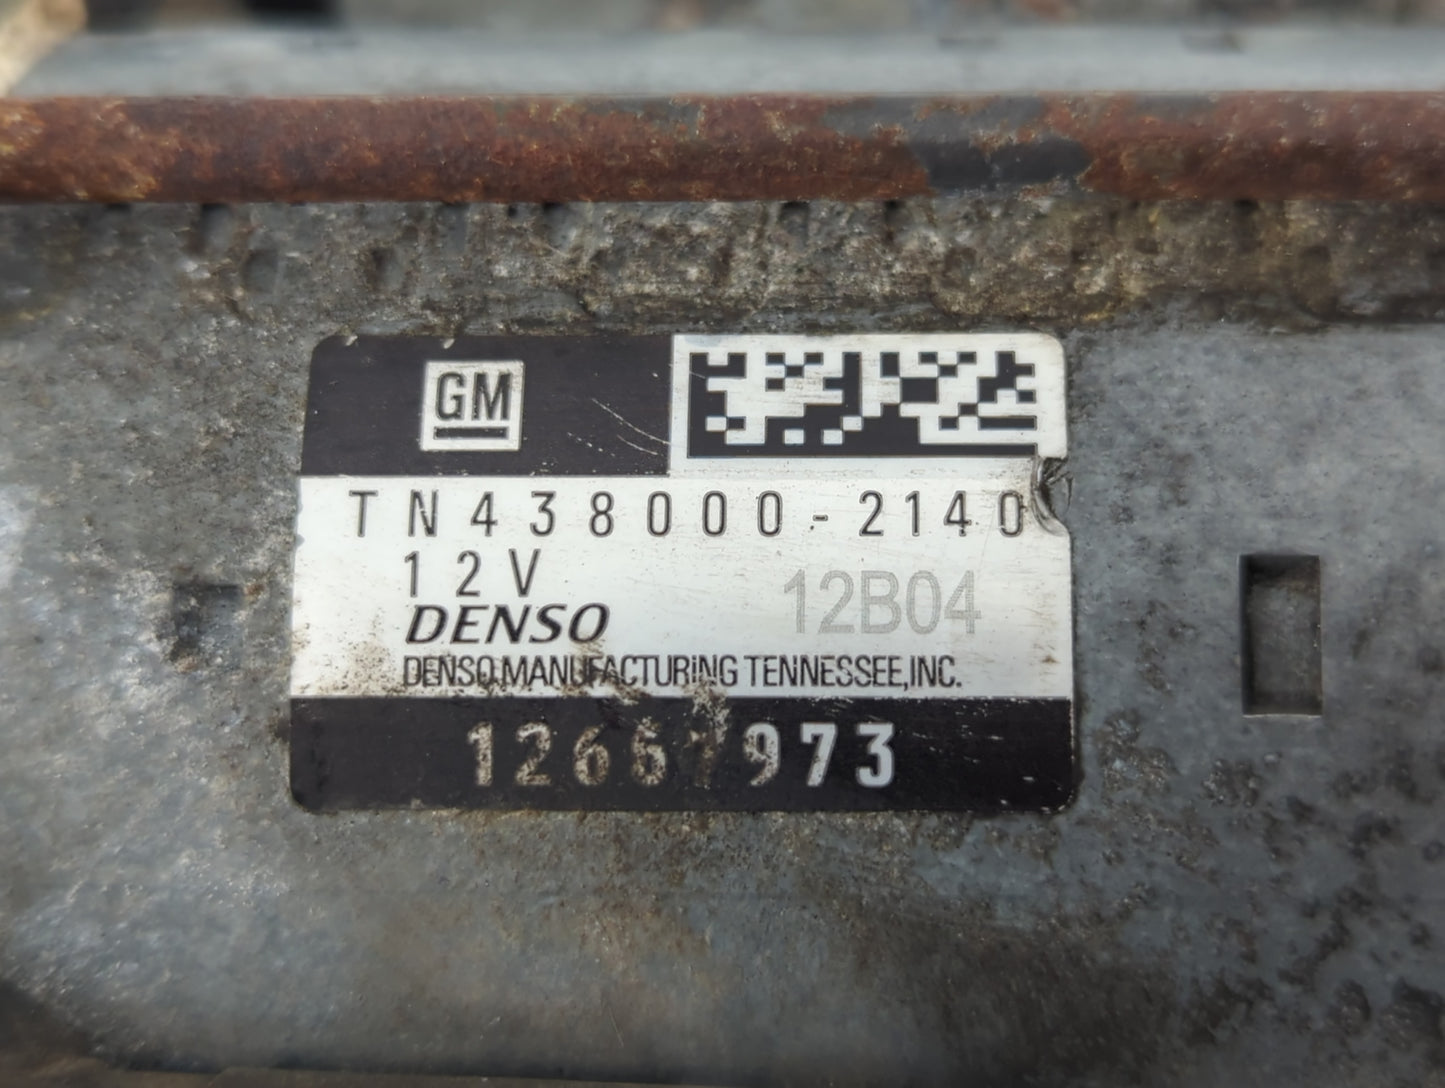 GM
TN438000-2140
12V
12B04
DENSO
DENSO MANUFACTURING TENNESSEE, INC.